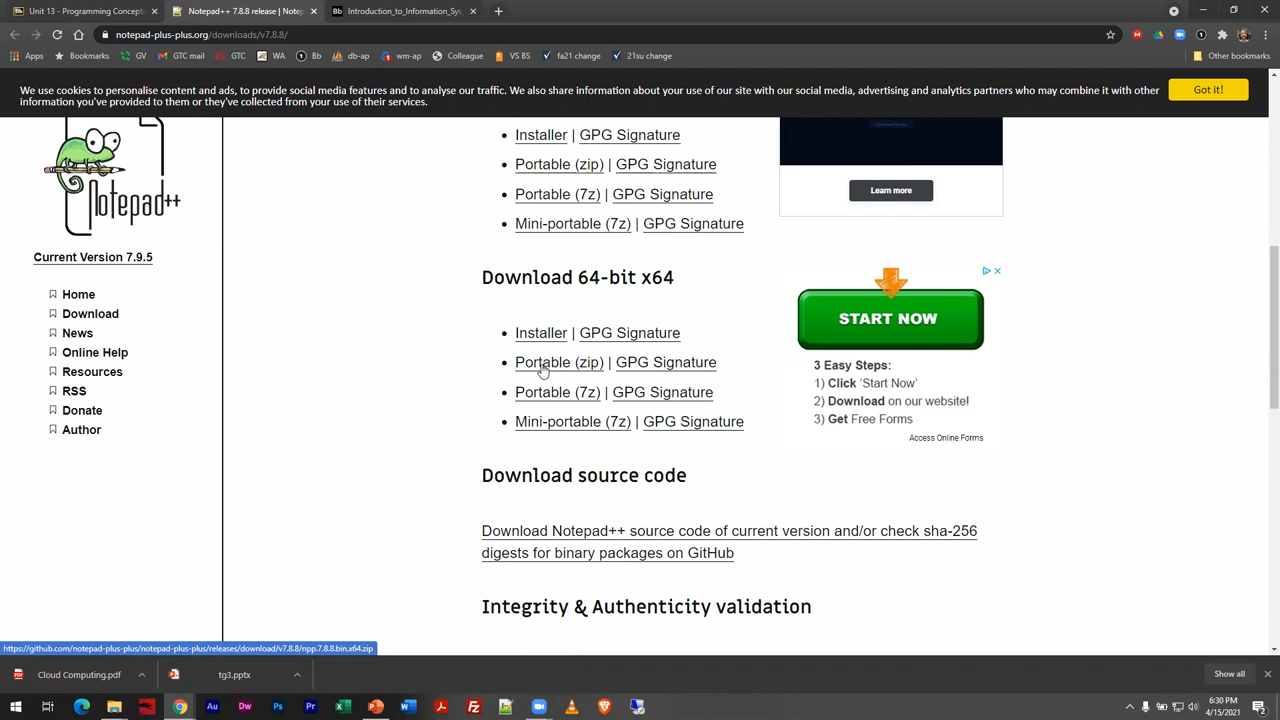 Unit 13 - Programming Concepts
Notepad++ 7.8.8 release | Notep
Introduction_to_Information_Sys
notepad-plus-plus.org/downloads/v7.8.8/
Apps
Bookmarks
GV
GTC mail
GTC
WA
Bb
db-ap
wm-ap
Colleague
VS BS
fa21 change
21su change
Other bookmarks
We use cookies to personalise content and ads, to provide social media features and to analyse our traffic. We also share information about your use of our site with our social media, advertising and analytics partners who may combine it with other
information you've provided to them or they've collected from your use of their services.
Got it!
Notepad++
Current Version 7.9.5
Home
Download
News
Online Help
Resources
RSS
Donate
Author
Installer | GPG Signature
Portable (zip) | GPG Signature
Portable (7z) | GPG Signature
Mini-portable (7z) | GPG Signature
Download 64-bit x64
Installer | GPG Signature
Portable (zip) | GPG Signature
Portable (7z) | GPG Signature
Mini-portable (7z) | GPG Signature
Download source code
Download Notepad++ source code of current version and/or check sha-256
digests for binary packages on GitHub
Integrity & Authenticity validation
Learn more
START NOW
3 Easy Steps:
1) Click 'Start Now'
2) Download on our website!
3) Get Free Forms
Access Online Forms
https://github.com/notepad-plus-plus/notepad-plus-plus/releases/download/v7.8.8/npp.7.8.8.bin.x64.zip
Cloud Computing.pdf
tg3.pptx
Show all
6:30 PM
4/15/2021